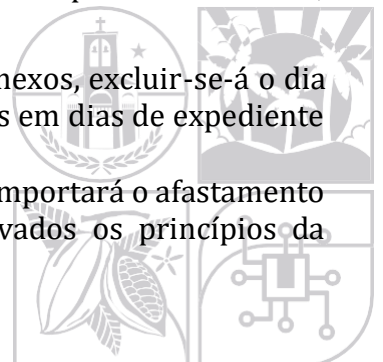 nexos, excluir-se-á o dia
s em dias de expediente
mportará o afastamento
vados os princípios da